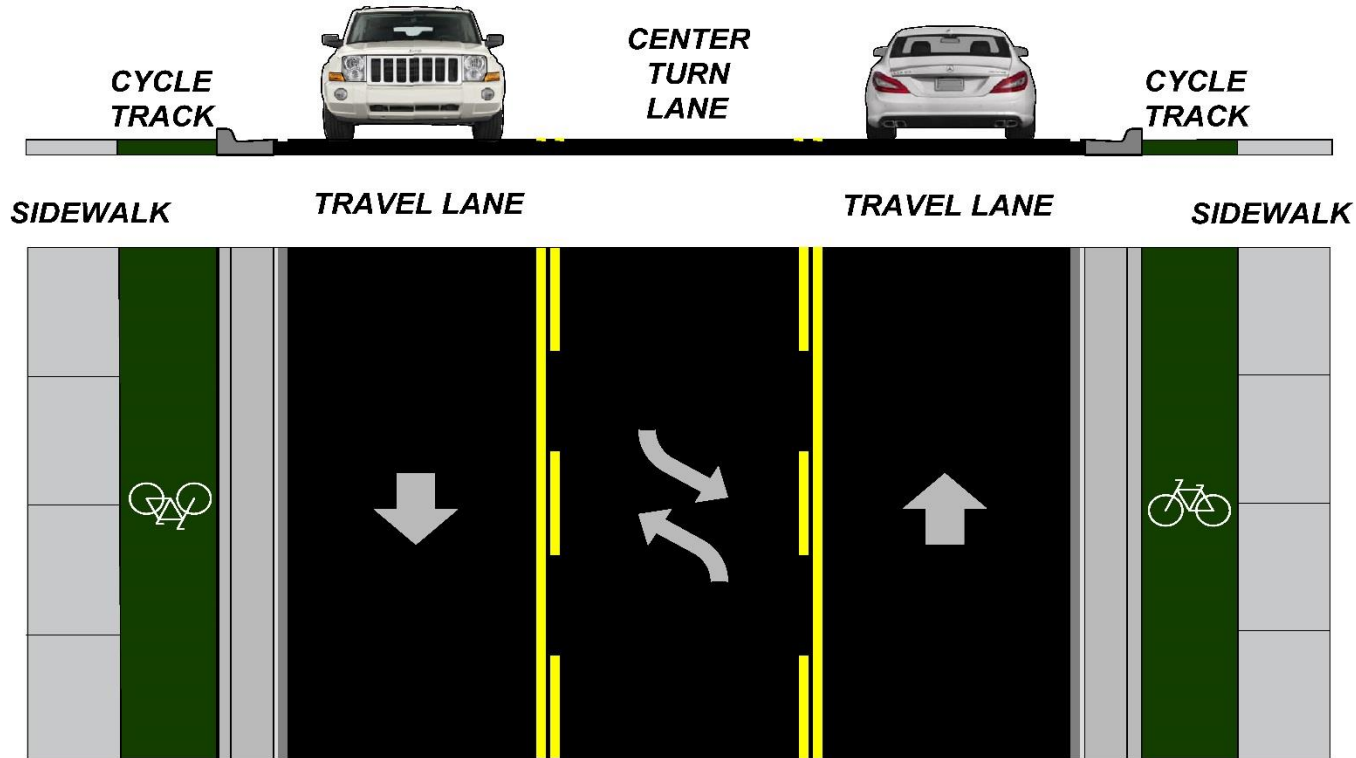 CENTER
TURN
LANE
CYCLE
TRACK
CYCLE
TRACK
SIDEWALK
TRAVEL LANE
TRAVEL LANE
SIDEWALK